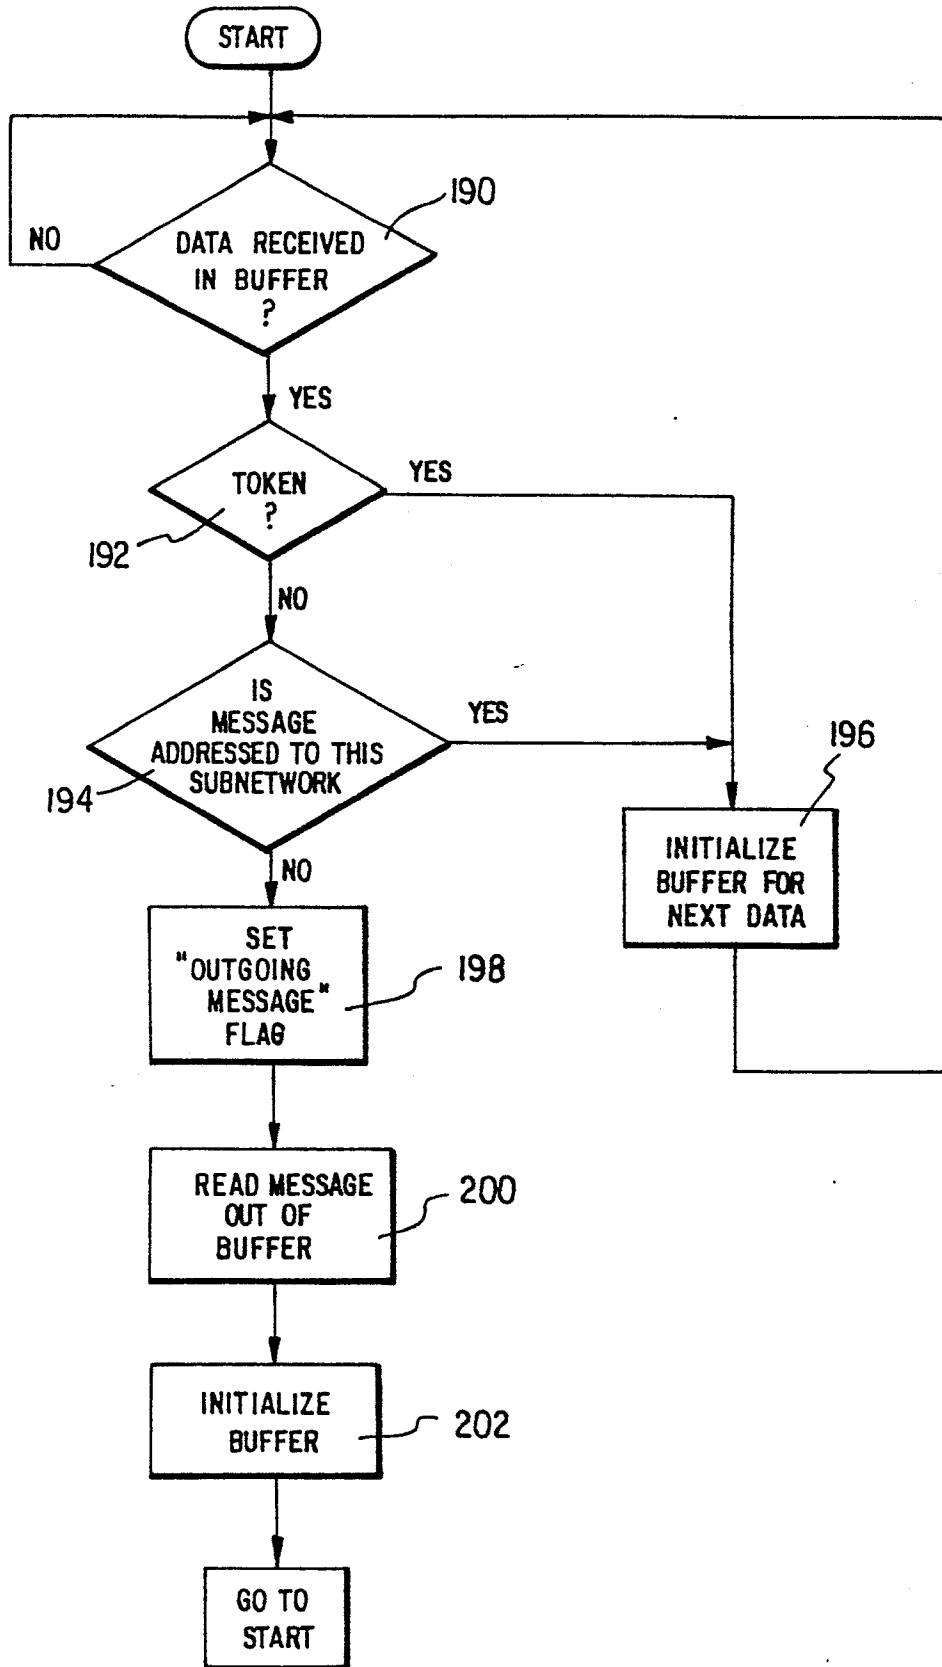 START
190
NO
DATA RECEIVED
IN BUFFER
?
YES
TOKEN
?
YES
192
NO
IS
MESSAGE
ADDRESSED TO THIS
SUBNETWORK
YES
194
196
INITIALIZE
BUFFER FOR
NEXT DATA
NO
SET
"OUTGOING
MESSAGE"
FLAG
198
READ MESSAGE
OUT OF
BUFFER
200
INITIALIZE
BUFFER
202
GO TO
START